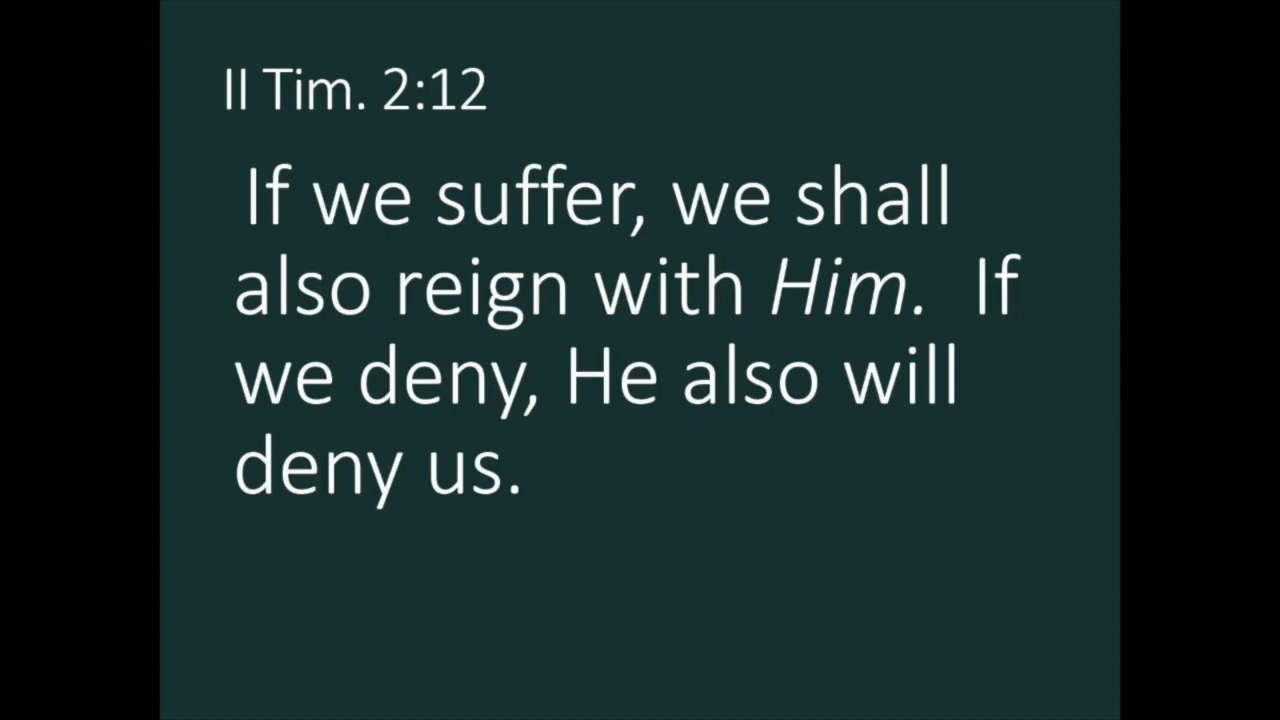 II Tim. 2:12
If we suffer, we shall
also reign with Him. If
we deny, He also will
deny us.